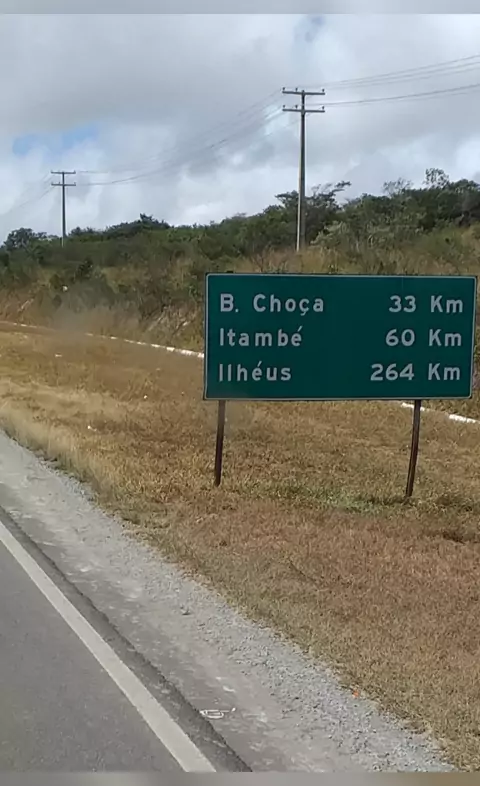 B. Choça 33 Km
Itambé 60 Km
Ilhéus 264 Km